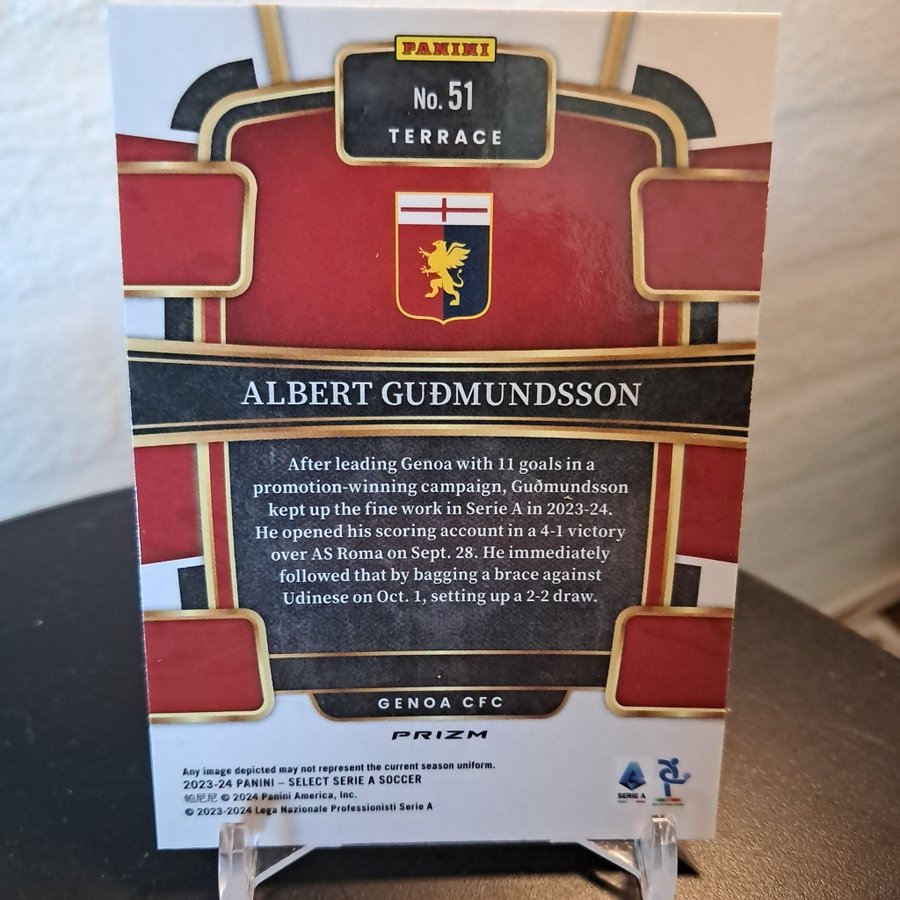 PANINI
No. 51
TERRACE
ALBERT GUÐMUNDSSON
After leading Genoa with 11 goals in a
promotion-winning campaign, Guðmundsson
kept up the fine work in Serie A in 2023-24.
He opened his scoring account in a 4-1 victory
over AS Roma on Sept. 28. He immediately
followed that by bagging a brace against
Udinese on Oct. 1, setting up a 2-2 draw.
GENOA CFC
PRIZM
Any image depicted may not represent the current season uniform.
2023-24 PANINI – SELECT SERIE A SOCCER
帕尼尼 © 2024 Panini America, Inc.
© 2023-2024 Lega Nazionale Professionisti Serie A
SERIE A